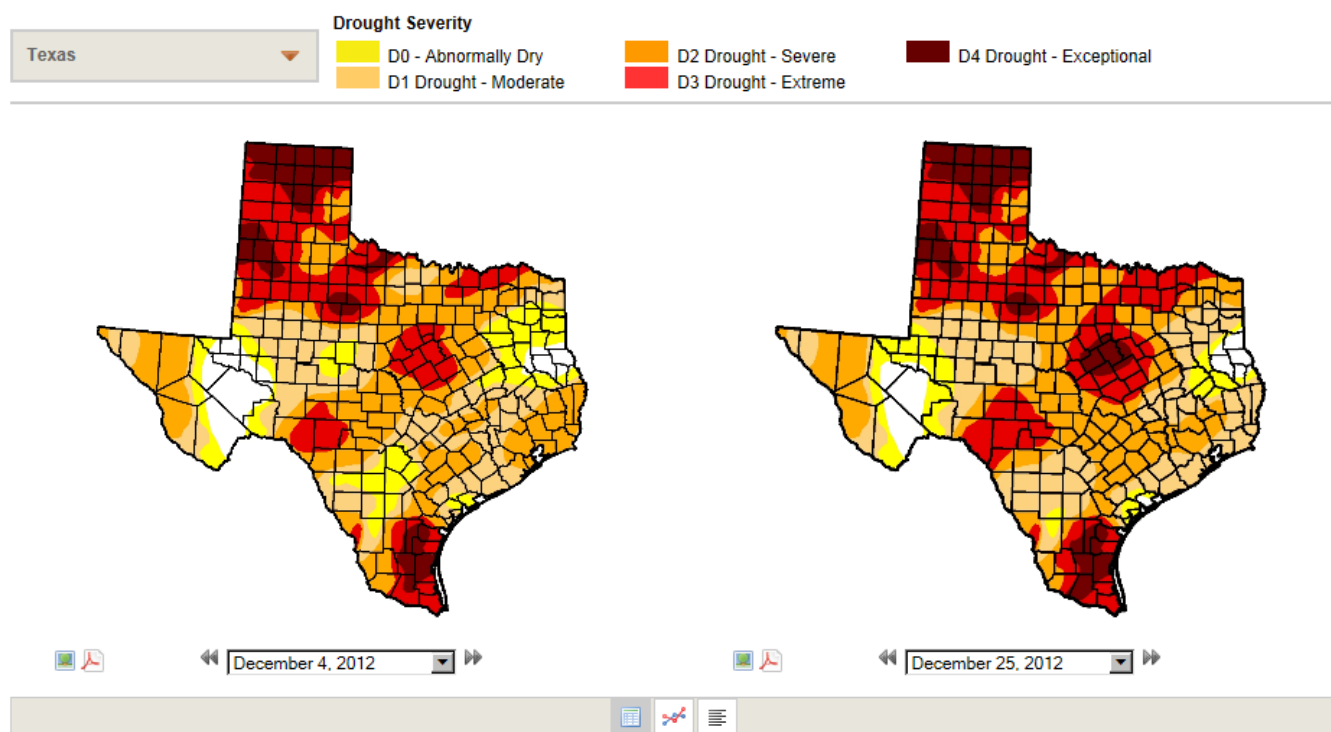 Drought Severity
Texas
D0 - Abnormally Dry
D2 Drought - Severe
D4 Drought - Exceptional
D1 Drought - Moderate
D3 Drought - Extreme
December 4, 2012
December 25, 2012